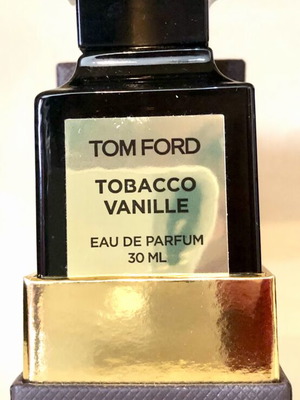 TOM FORD
TOBACCO
VANILLE
EAU DE PARFUM
30 ML